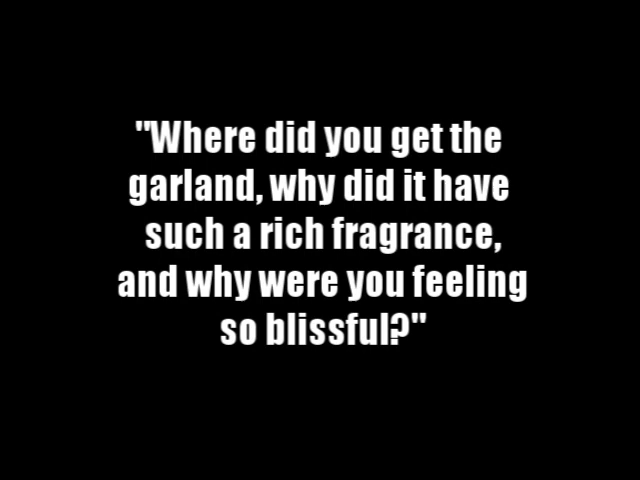 "Where did you get the
garland, why did it have
such a rich fragrance,
and why were you feeling
so blissful?"